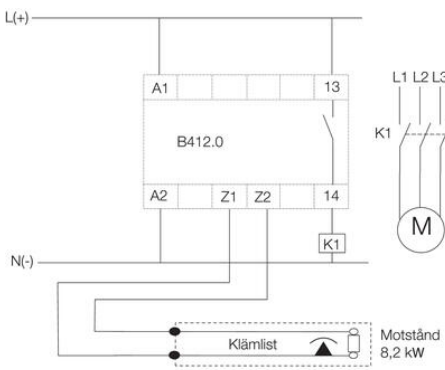 L(+)
A1
13
L1 L2 L3
B412.0
K1
A2
Z1
Z2
14
M
K1
N(-)
Klämlist
Motstånd
8,2 kW